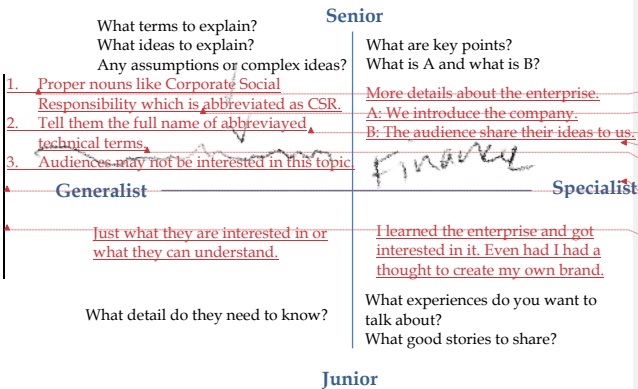 Senior
What terms to explain?
What ideas to explain?
Any assumptions or complex ideas?
1. Proper nouns like Corporate Social
Responsibility which is abbreviated as CSR.
2. Tell them the full name of abbreviayed
technical terms.
3. Audiences may not be interested in this topic.
What are key points?
What is A and what is B?
More details about the enterprise.
A: We introduce the company.
B: The audience share their ideas to us.
Finance
Generalist
Specialist
Just what they are interested in or
what they can understand.
What detail do they need to know?
I learned the enterprise and got
interested in it. Even had I had a
thought to create my own brand.
What experiences do you want to
talk about?
What good stories to share?
Junior